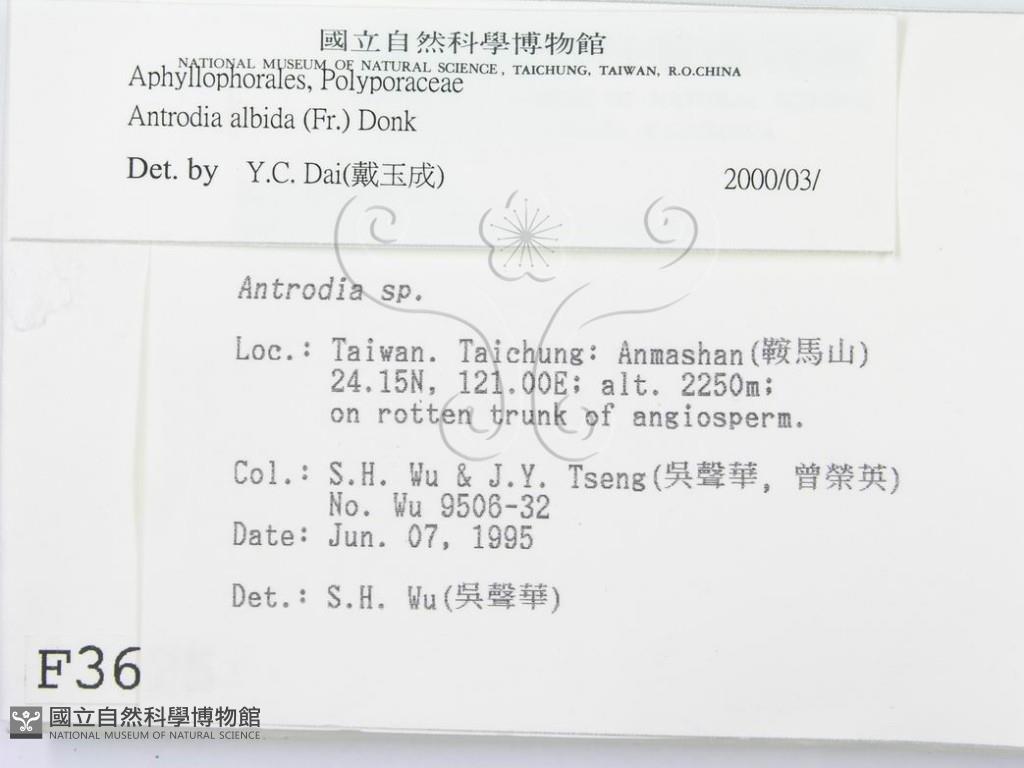 國立自然科學博物館
NATIONAL MUSEUM OF NATURAL SCIENCE, TAICHUNG, TAIWAN, R.O.CHINA
Aphyllophorales, Polyporaceae
Antrodia albida (Fr.) Donk
Det. by Y.C. Dai(戴玉成) 2000/03/
Antrodia sp.
Loc.: Taiwan. Taichung: Anmashan(鞍馬山)
24.15N, 121.00E; alt. 2250m;
on rotten trunk of angiosperm.
Col.: S.H. Wu & J.Y. Tseng(吳聲華, 曾榮英)
No. Wu 9506-32
Date: Jun. 07, 1995
Det.: S.H. Wu(吳聲華)
F36
國立自然科學博物館
NATIONAL MUSEUM OF NATURAL SCIENCE